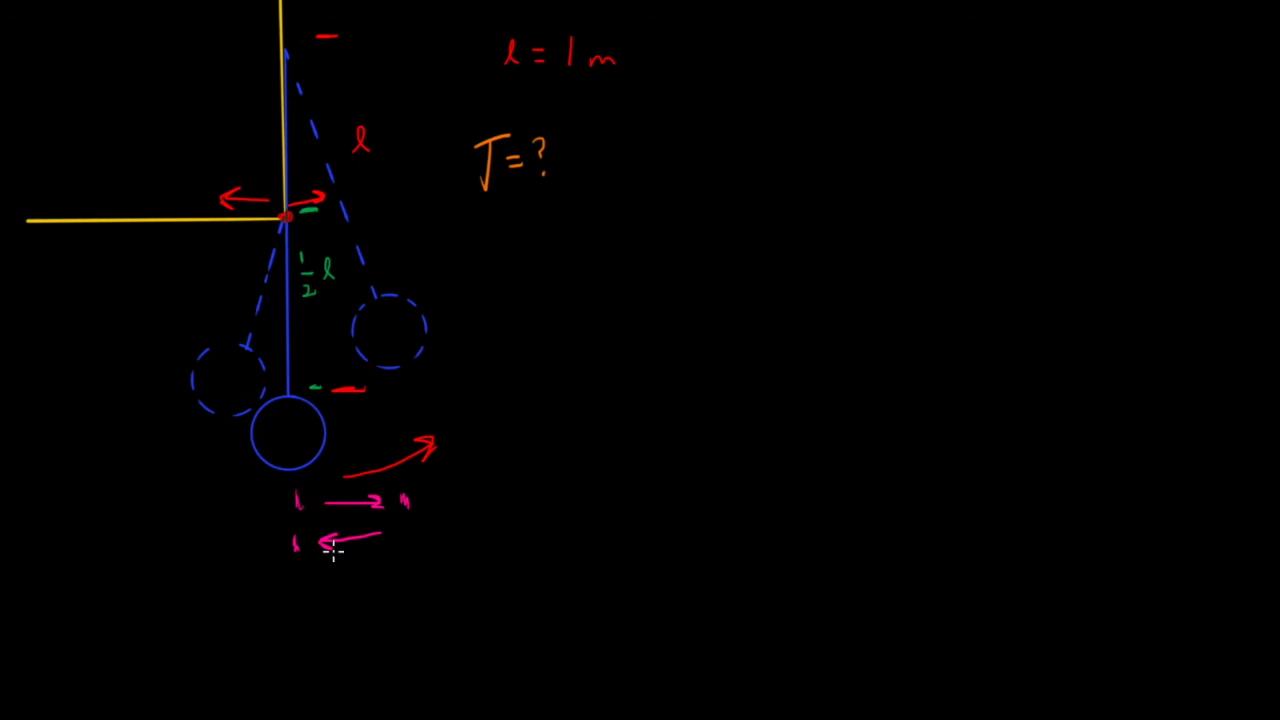 l = 1 m
T = ?
l
1/2 l